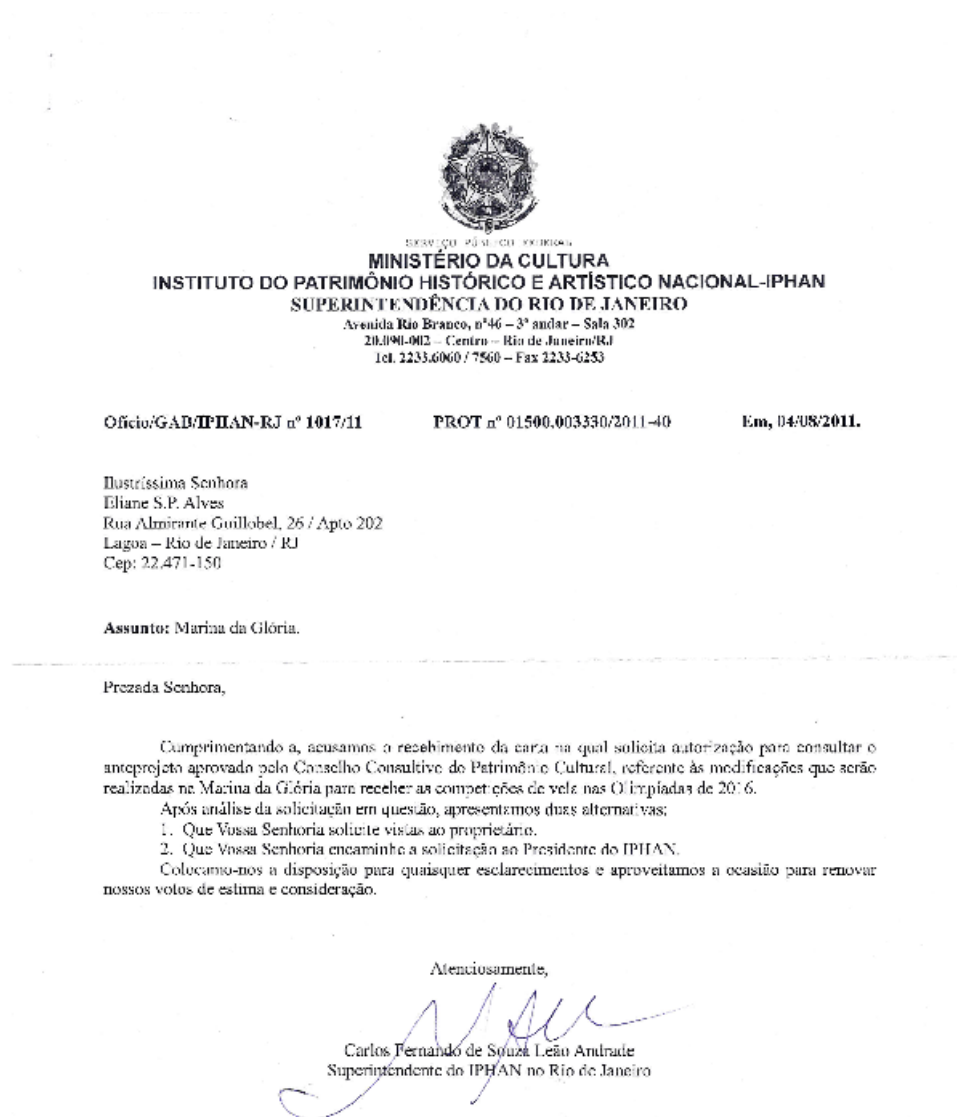 SERVIÇO PÚBLICO FEDERAL
MINISTÉRIO DA CULTURA
INSTITUTO DO PATRIMÔNIO HISTÓRICO E ARTÍSTICO NACIONAL-IPHAN
SUPERINTENDÊNCIA DO RIO DE JANEIRO
Avenida Rio Branco, nº46 – 3º andar – Sala 302
20.090-002 – Centro – Rio de Janeiro/RJ
Tel. 2233.6060 / 7560 – Fax 2233-6253
Ofício/GAB/IPHAN-RJ nº 1017/11 PROT nº 01500.003330/2011-40 Em, 04/08/2011.
Ilustríssima Senhora
Eliane S.P. Alves
Rua Almirante Guillobel, 26 / Apto 202
Lagoa – Rio de Janeiro / RJ
Cep: 22.471-150
Assunto: Marina da Glória.
Prezada Senhora,
Cumprimentando a, acusamos o recebimento da carta na qual solicita autorização para consultar o
anteprojeto aprovado pelo Conselho Consultivo do Patrimônio Cultural, referente às modificações que serão
realizadas na Marina da Glória para receber as competições de vela nas Olimpíadas de 2016.
Após análise da solicitação em questão, apresentamos duas alternativas:
1. Que Vossa Senhoria solicite vistas ao proprietário.
2. Que Vossa Senhoria encaminhe a solicitação ao Presidente do IPHAN.
Colocamo-nos a disposição para quaisquer esclarecimentos e aproveitamos a ocasião para renovar
nossos votos de estima e consideração.
Atenciosamente,
Carlos Fernando de Souza Leão Andrade
Superintendente do IPHAN no Rio de Janeiro